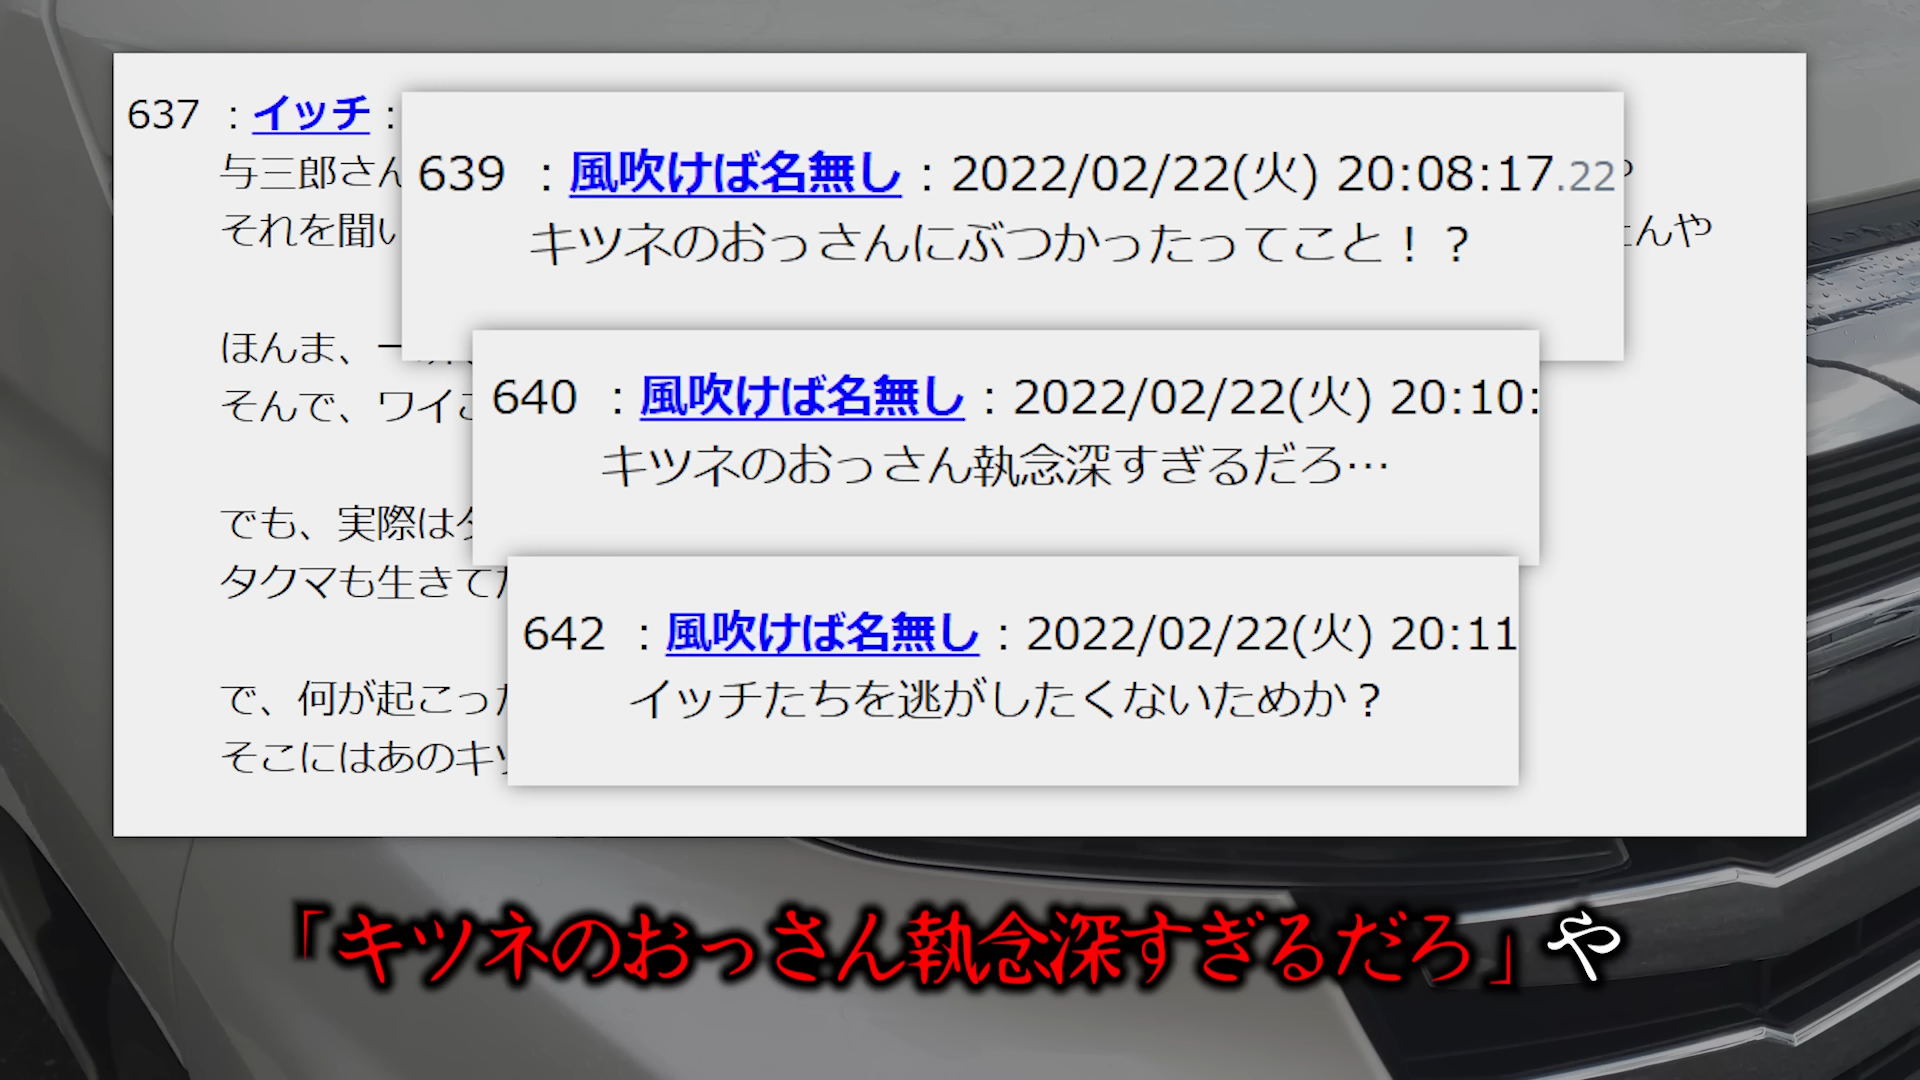 637 ：イッチ：
与三郎さん
それを聞い
んや
ほんま、一
そんで、ワイ
でも、実際は
タクマも生きて
で、何が起こっ
そこにはあのキ
639 ：風吹けば名無し：2022/02/22(火) 20:08:17.22
キツネのおっさんにぶつかったってこと！？
640 ：風吹けば名無し：2022/02/22(火) 20:10:
キツネのおっさん執念深すぎるだろ…
642 ：風吹けば名無し：2022/02/22(火) 20:11
イッチたちを逃がしたくないためか？
「キツネのおっさん執念深すぎるだろ」や